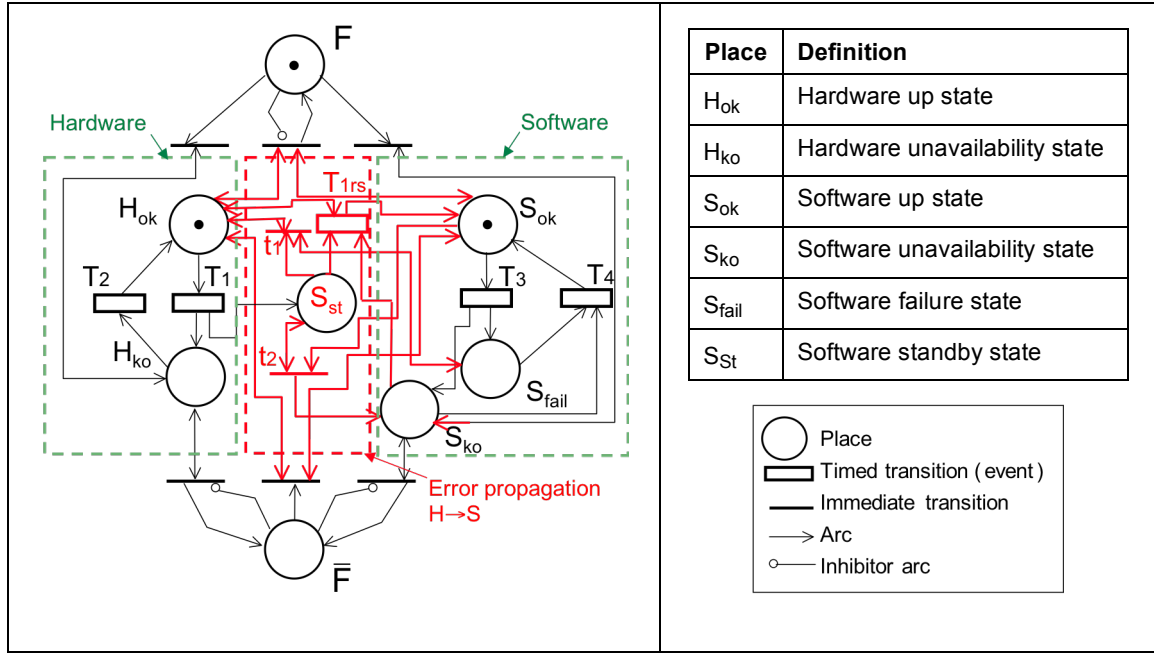 F
Hardware
Software
T1rs
Hok
Sok
t1
T2
T1
T3
T4
Sst
Hko
t2
Sfail
Sko
Error propagation
H→S
F̅
Place Definition
Hok Hardware up state
Hko Hardware unavailability state
Sok Software up state
Sko Software unavailability state
Sfail Software failure state
SSt Software standby state
Place
Timed transition ( event )
Immediate transition
Arc
Inhibitor arc